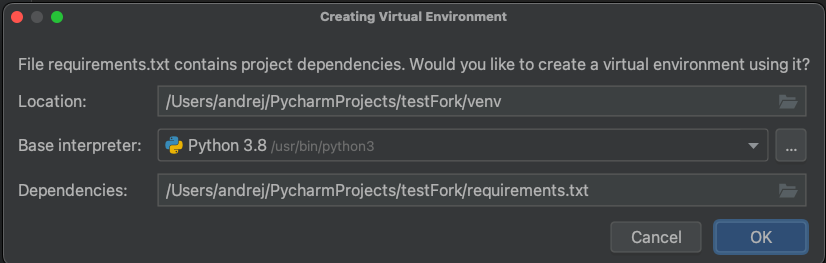 Creating Virtual Environment
File requirements.txt contains project dependencies. Would you like to create a virtual environment using it?
Location: /Users/andrej/PycharmProjects/testFork/venv
Base interpreter: Python 3.8 /usr/bin/python3 ...
Dependencies: /Users/andrej/PycharmProjects/testFork/requirements.txt
Cancel OK